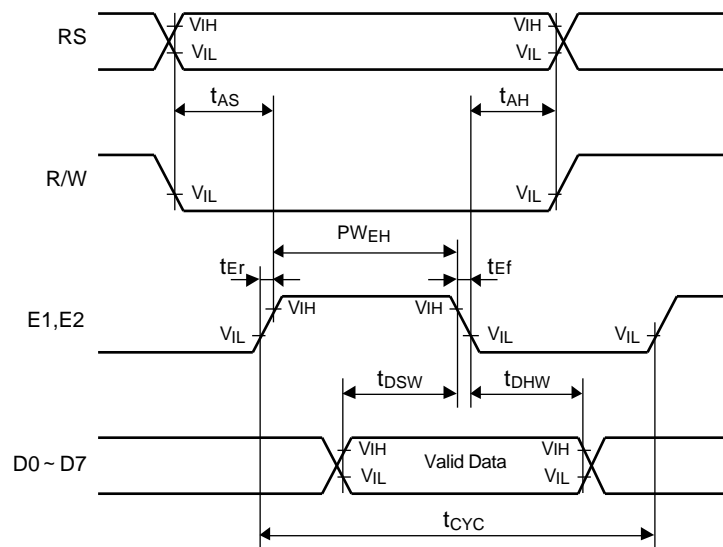 RS
VIH
VIL
VIH
VIL
tAS
tAH
R/W
VIL
VIL
PWEH
tEr
tEf
E1,E2
VIH
VIL
VIH
VIL
VIL
tDSW
tDHW
D0 ~ D7
VIH
VIL
Valid Data
VIH
VIL
tCYC